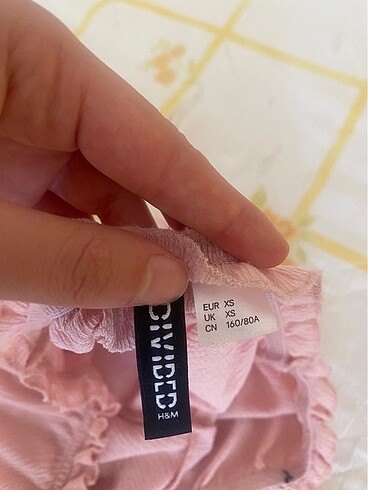 DIVIDED
H&M
EUR XS
UK XS
CN 160/80A